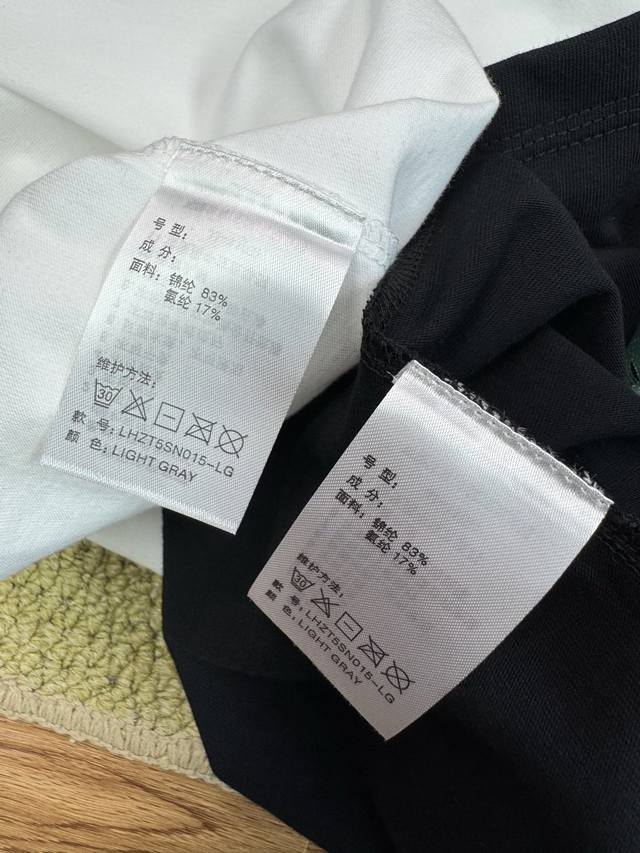 号 型：
成 分：
面料：锦纶 83%
氨纶 17%
维护方法：
30
款 号：LHZT5SN015-LG
颜 色：LIGHT GRAY
号 型：
成 分：
面料：锦纶 83%
氨纶 17%
维护方法：
30
款 号：LHZT5SN015-LG
颜 色：LIGHT GRAY